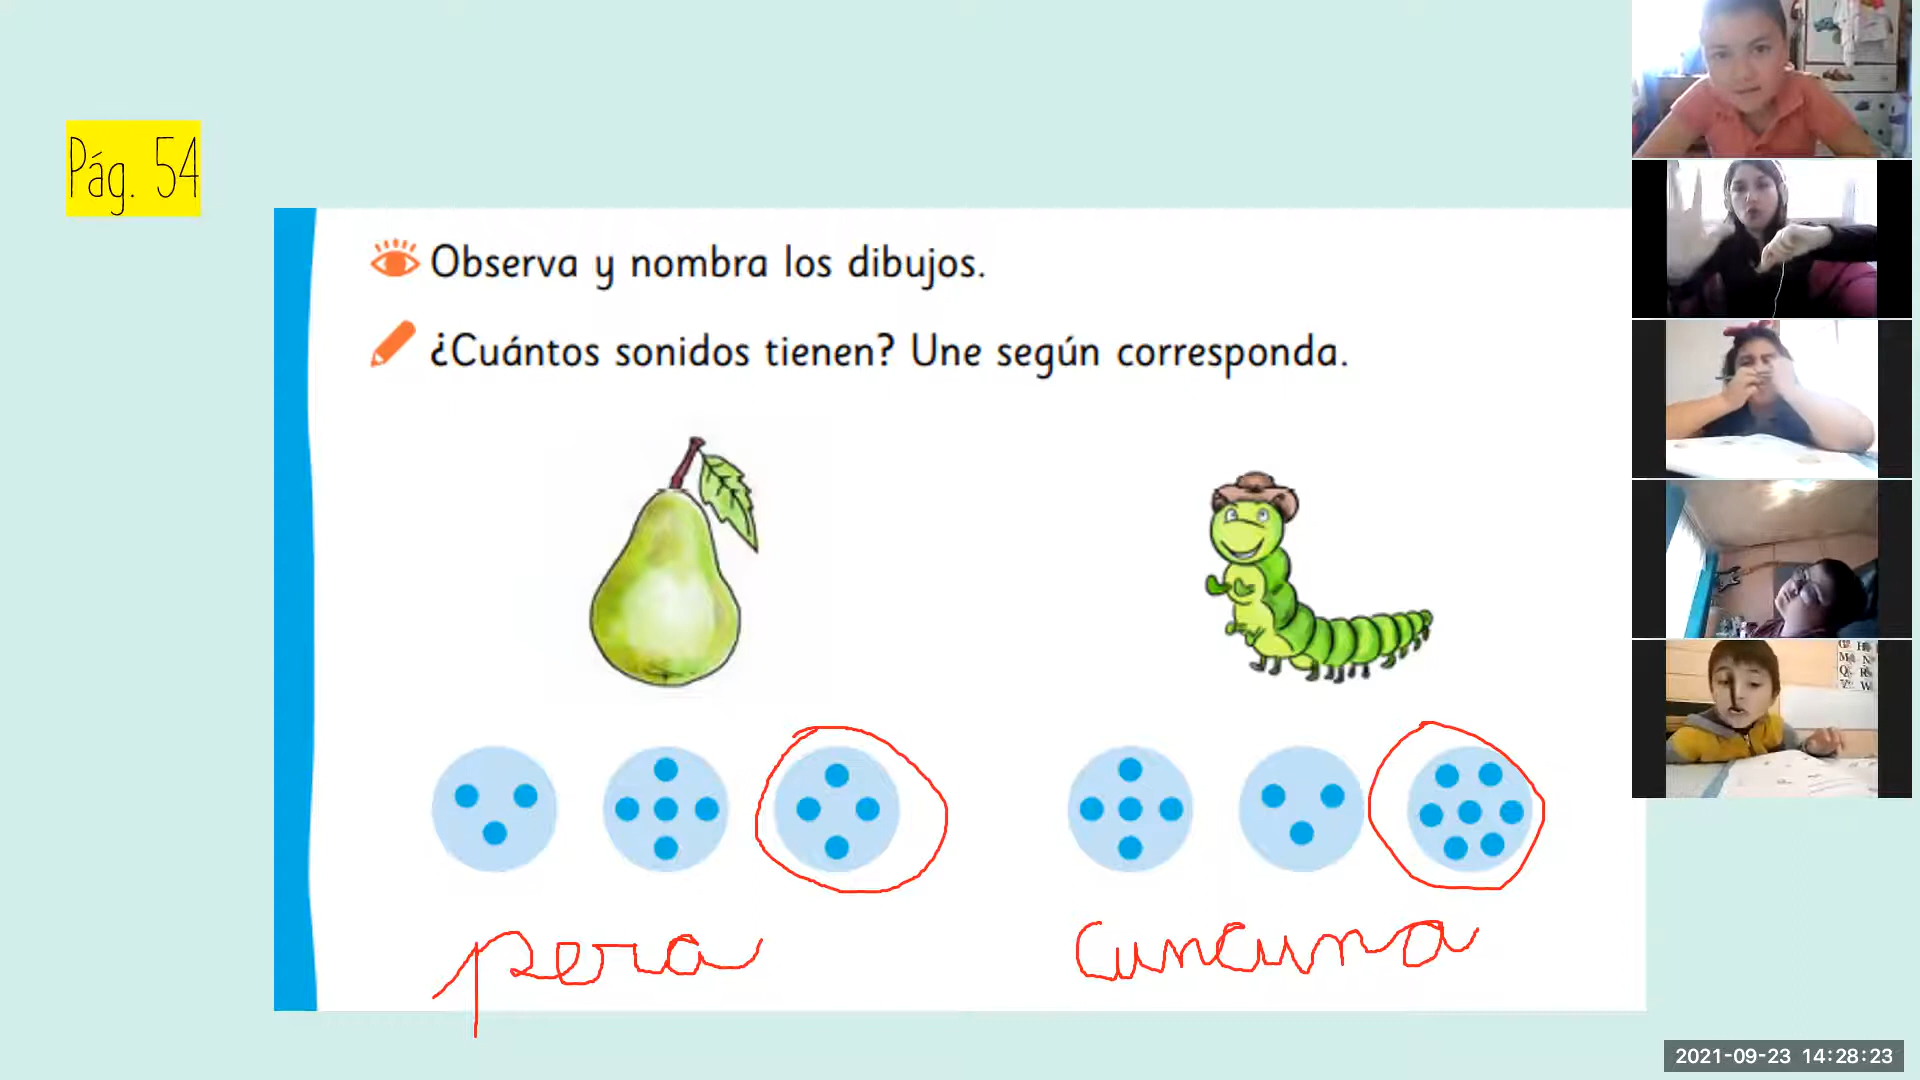 Pág. 54
Observa y nombra los dibujos.
¿Cuántos sonidos tienen? Une según corresponda.
pera
cuncuna
G H
M N
Q R
W
2021-09-23 14:28:23